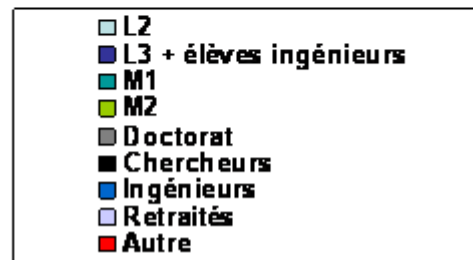 L2
L3 + élèves ingénieurs
M1
M2
Doctorat
Chercheurs
Ingénieurs
Retraités
Autre